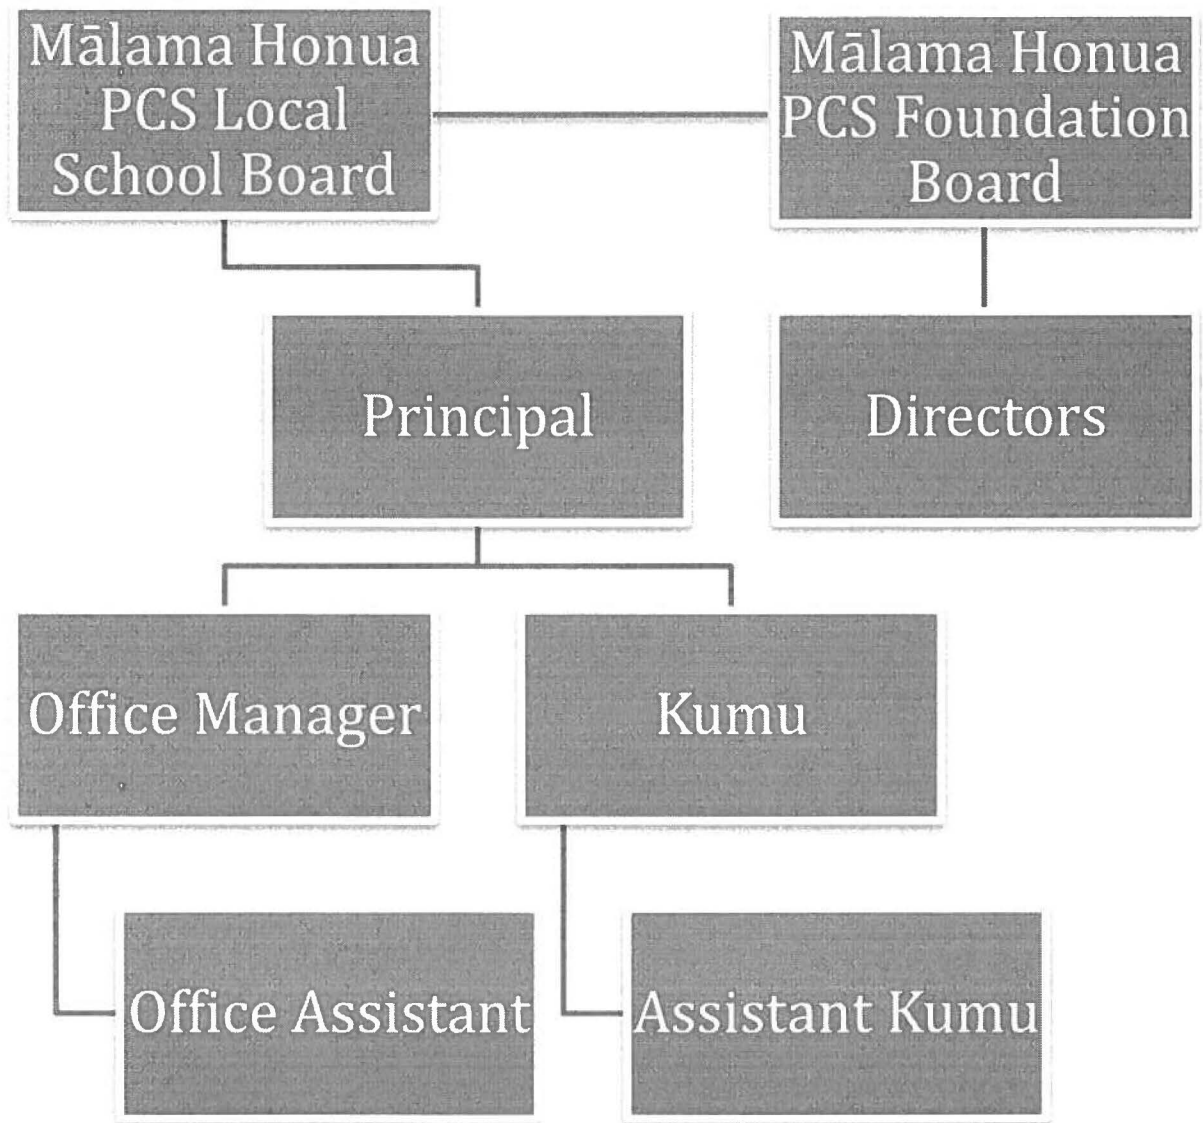 Mālama Honua
PCS Local
School Board
Mālama Honua
PCS Foundation
Board
Principal
Directors
Office Manager
Kumu
Office Assistant
Assistant Kumu